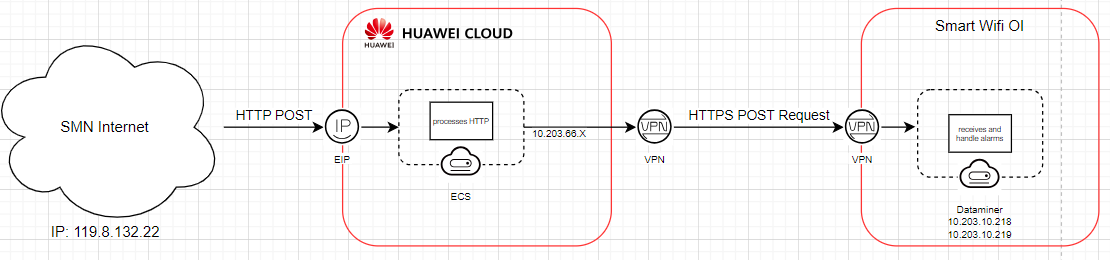 SMN Internet
IP: 119.8.132.22
HTTP POST
IP
EIP
HUAWEI
HUAWEI CLOUD
processes HTTP
ECS
10.203.66.X
VPN
VPN
HTTPS POST Request
VPN
VPN
Smart Wifi OI
receives and
handle alarms
Dataminer
10.203.10.218
10.203.10.219